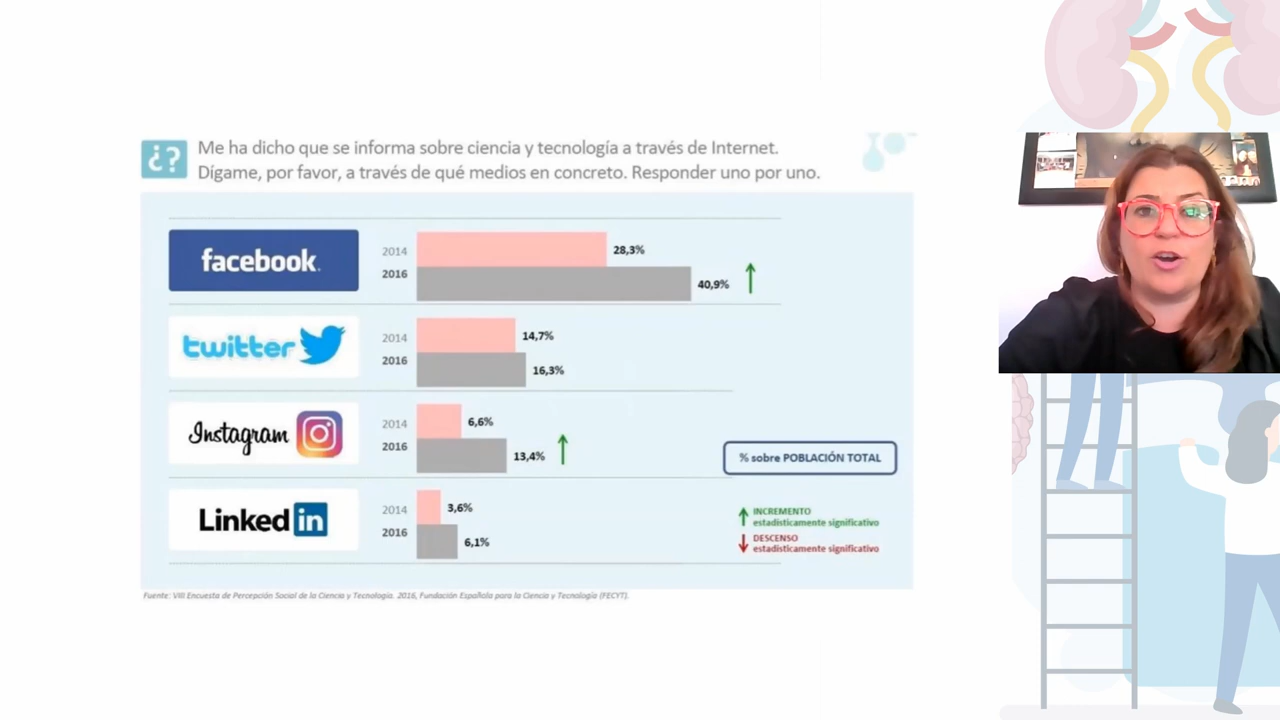 ¿?
Me ha dicho que se informa sobre ciencia y tecnología a través de Internet.
Dígame, por favor, a través de qué medios en concreto. Responder uno por uno.
facebook.
2014
28,3%
2016
40,9%
twitter
2014
14,7%
2016
16,3%
Instagram
2014
6,6%
2016
13,4%
% sobre POBLACIÓN TOTAL
Linked in
2014
3,6%
2016
6,1%
INCREMENTO
estadísticamente significativo
DESCENSO
estadísticamente significativo
Fuente: VIII Encuesta de Percepción Social de la Ciencia y Tecnología. 2016, Fundación Española para la Ciencia y Tecnología (FECYT).